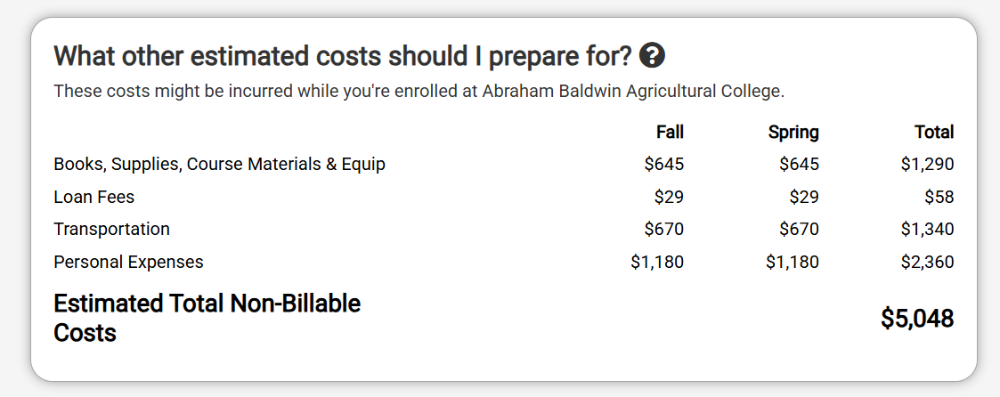 What other estimated costs should I prepare for? ?
These costs might be incurred while you're enrolled at Abraham Baldwin Agricultural College.
Fall Spring Total
Books, Supplies, Course Materials & Equip $645 $645 $1,290
Loan Fees $29 $29 $58
Transportation $670 $670 $1,340
Personal Expenses $1,180 $1,180 $2,360
Estimated Total Non-Billable
Costs $5,048